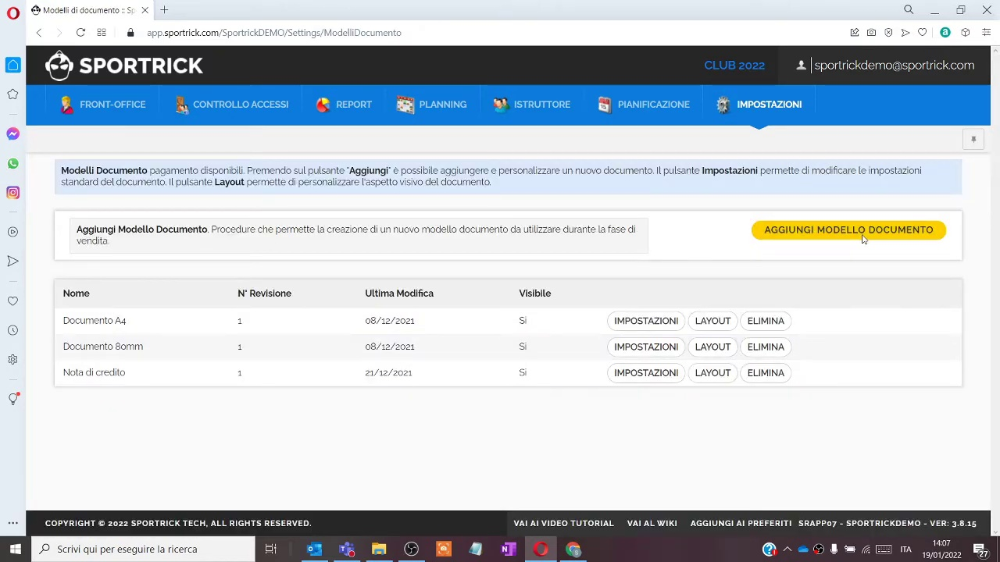 Modelli di documento :: Sp
app.sportrick.com/SportrickDEMO/Settings/ModelliDocumento
SPORTRICK
CLUB 2022
sportrickdemo@sportrick.com
FRONT-OFFICE
CONTROLLO ACCESSI
REPORT
PLANNING
ISTRUTTORE
PIANIFICAZIONE
IMPOSTAZIONI
Modelli Documento pagamento disponibili. Premendo sul pulsante "Aggiungi" è possibile aggiungere e personalizzare un nuovo documento. Il pulsante Impostazioni permette di modificare le impostazioni
standard del documento. Il pulsante Layout permette di personalizzare l'aspetto visivo del documento.
Aggiungi Modello Documento. Procedure che permette la creazione di un nuovo modello documento da utilizzare durante la fase di
vendita.
AGGIUNGI MODELLO DOCUMENTO
Nome N° Revisione Ultima Modifica Visibile
Documento A4 1 08/12/2021 Si IMPOSTAZIONI LAYOUT ELIMINA
Documento 80mm 1 08/12/2021 Si IMPOSTAZIONI LAYOUT ELIMINA
Nota di credito 1 21/12/2021 Si IMPOSTAZIONI LAYOUT ELIMINA
COPYRIGHT © 2022 SPORTRICK TECH, ALL RIGHTS RESERVED.
VAI AI VIDEO TUTORIAL
VAI AL WIKI
AGGIUNGI AI PREFERITI
SRAPP07 - SPORTRICKDEMO - VER: 3.8.15
Scrivi qui per eseguire la ricerca
ITA
14:07
19/01/2022
27